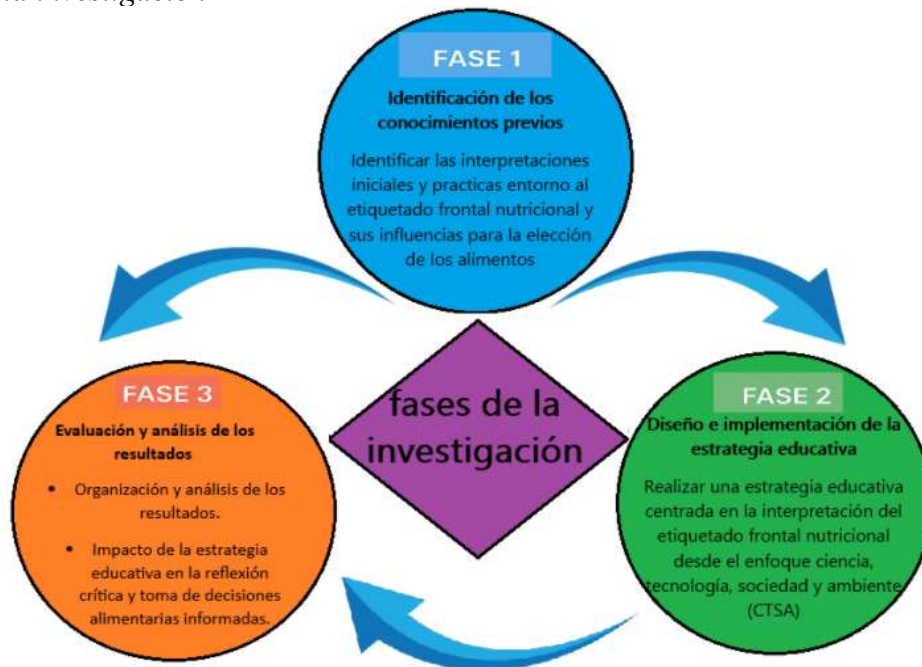 FASE 1
Identificación de los
conocimientos previos
Identificar las interpretaciones
iniciales y practicas entorno al
etiquetado frontal nutricional y
sus influencias para la elección
de los alimentos
fases de la
investigación
FASE 2
Diseño e implementación de la
estrategia educativa
Realizar una estrategia educativa
centrada en la interpretación del
etiquetado frontal nutricional
desde el enfoque ciencia,
tecnología, sociedad y ambiente
(CTSA)
FASE 3
Evaluación y análisis de los
resultados
• Organización y análisis de los
resultados.
• Impacto de la estrategia
educativa en la reflexión
crítica y toma de decisiones
alimentarias informadas.